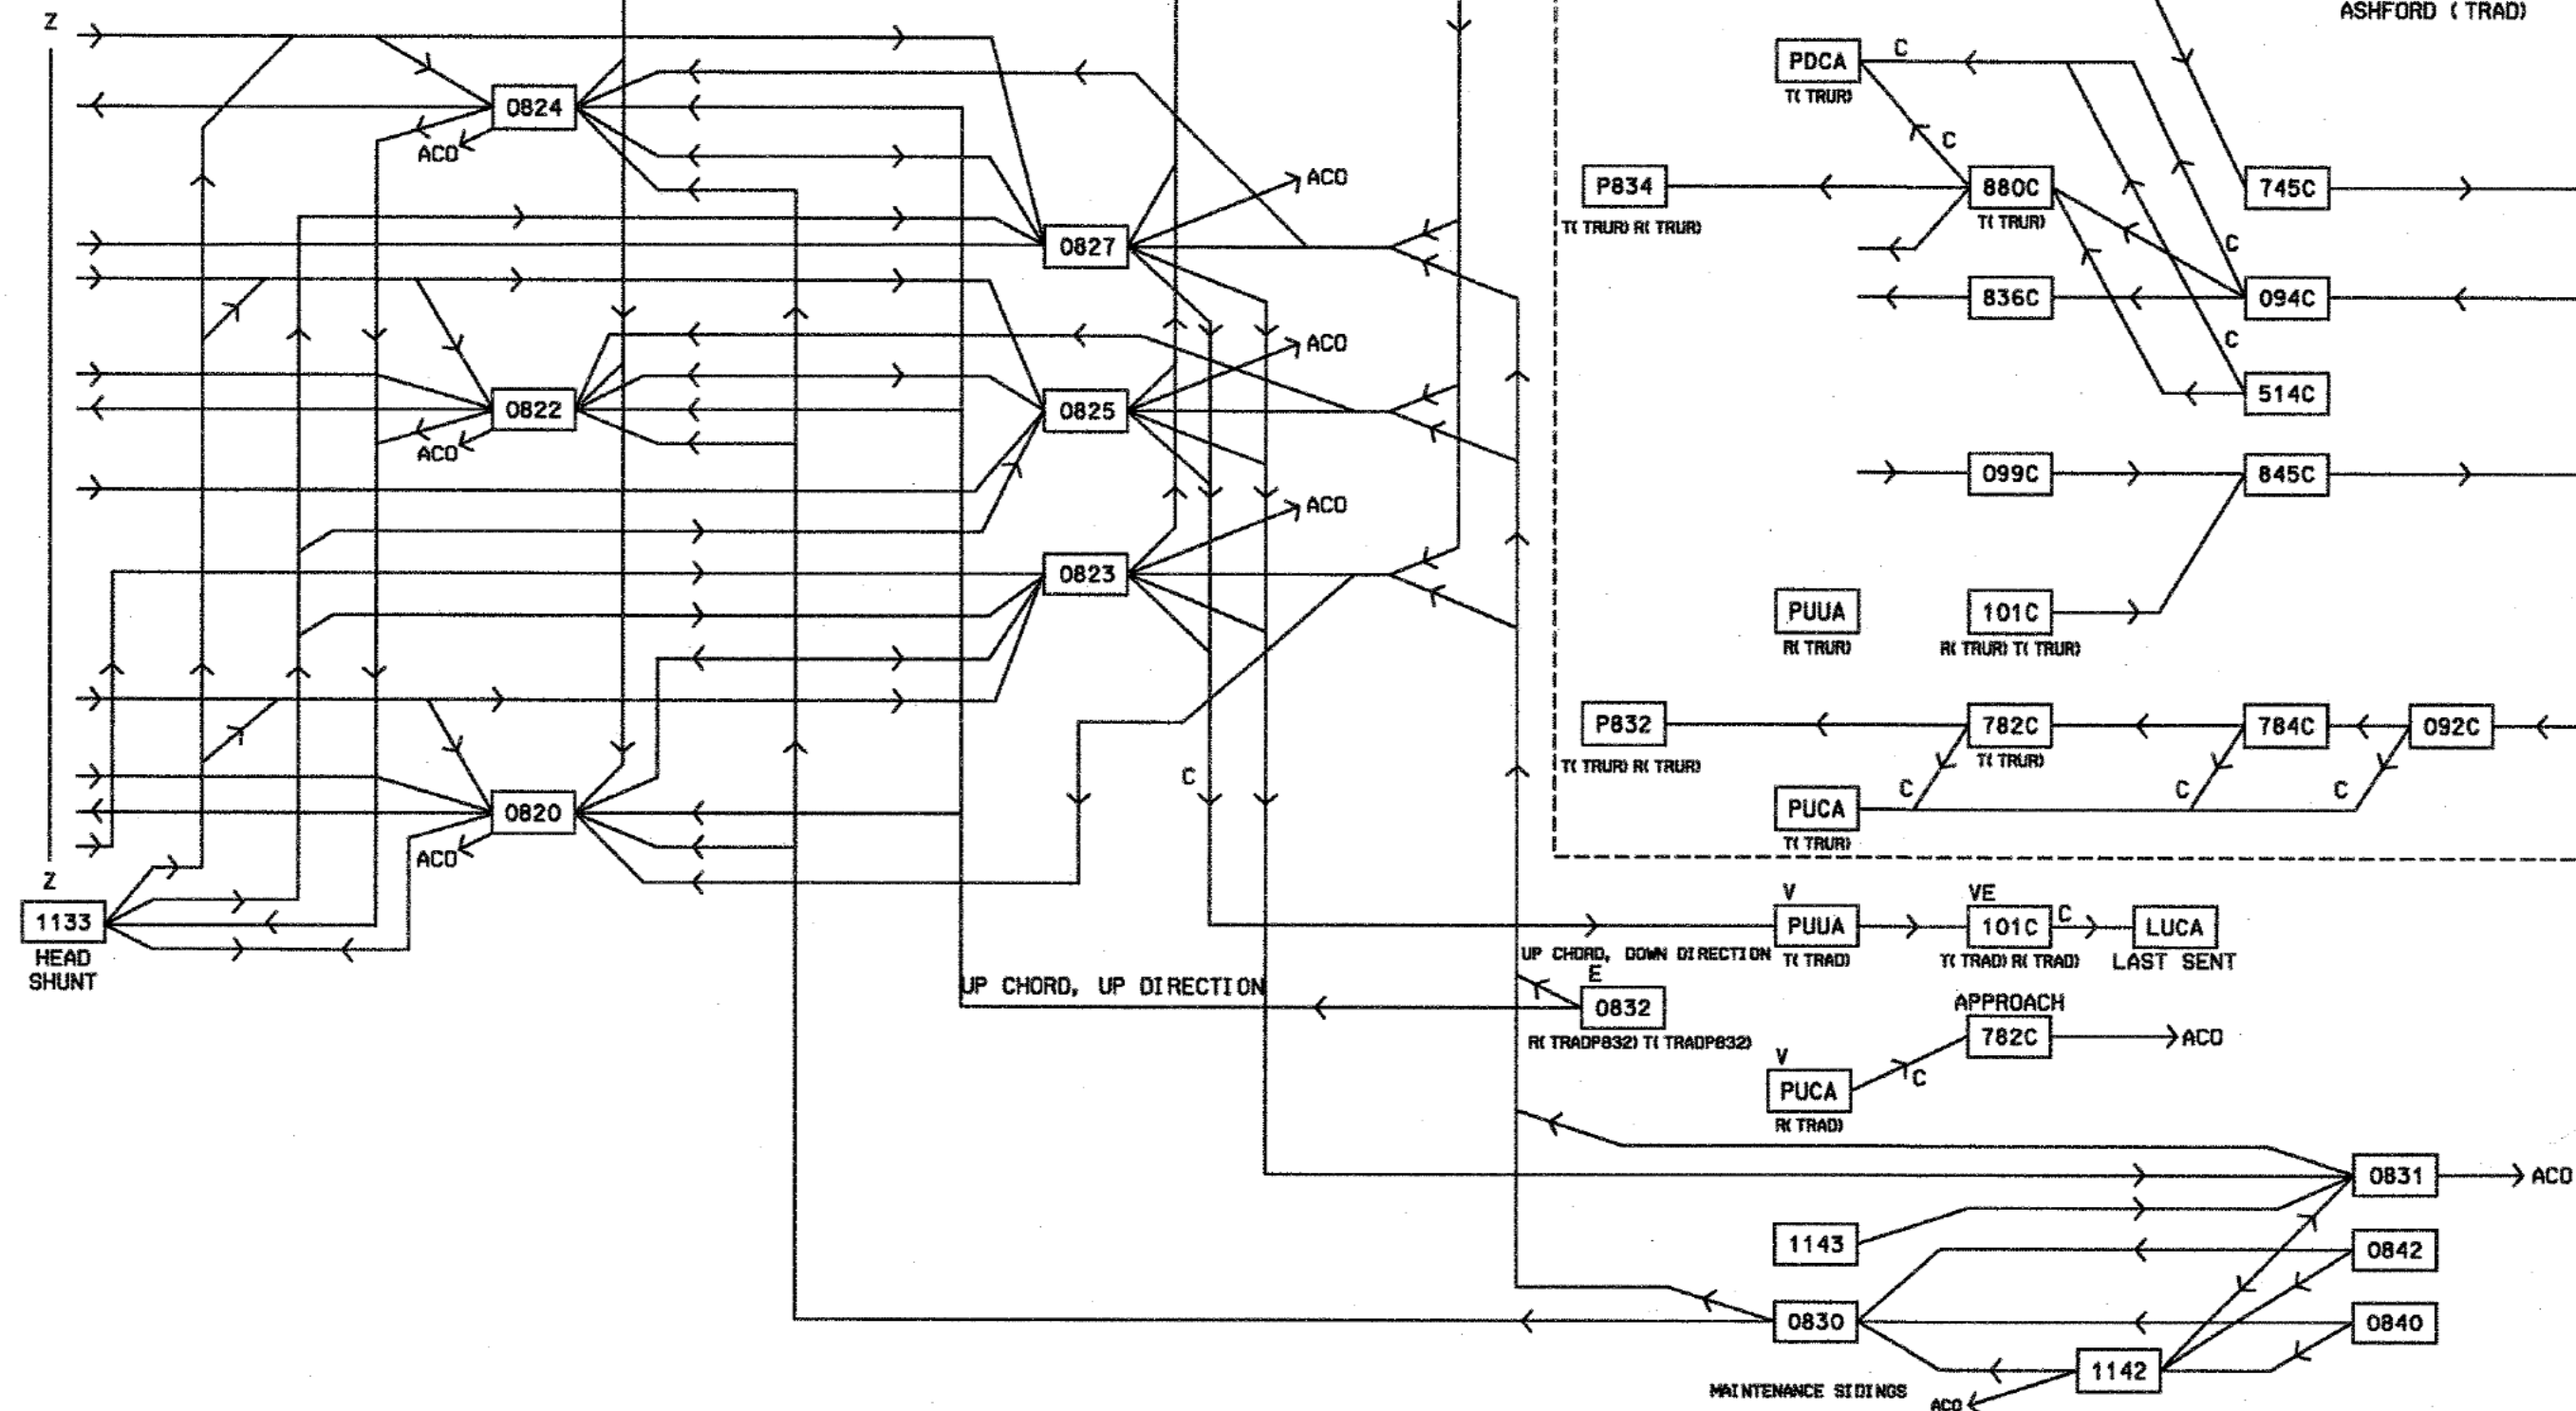 Z
ASHFORD ( TRAD)
PDCA
C
T( TRUR)
0824
ACO
C
P834
880C
745C
T( TRUR) R( TRUR)
T( TRUR)
ACO
0827
C
836C
094C
ACO
C
0822
0825
514C
ACO
099C
845C
ACO
0823
PUUA
101C
R( TRUR)
R( TRUR) T( TRUR)
P832
782C
784C
092C
T( TRUR) R( TRUR)
T( TRUR)
C
C
C
C
0820
PUCA
T( TRUR)
ACO
Z
1133
HEAD
SHUNT
V
VE
PUUA
101C
C
LUCA
UP CHORD, DOWN DIRECTION
T( TRAD)
T( TRAD) R( TRAD)
LAST SENT
UP CHORD, UP DIRECTION
E
0832
R( TRADP832) T( TRADP832)
APPROACH
782C
ACO
V
PUCA
C
R( TRAD)
0831
ACO
1143
0842
0830
0840
1142
MAINTENANCE SIDINGS
ACO